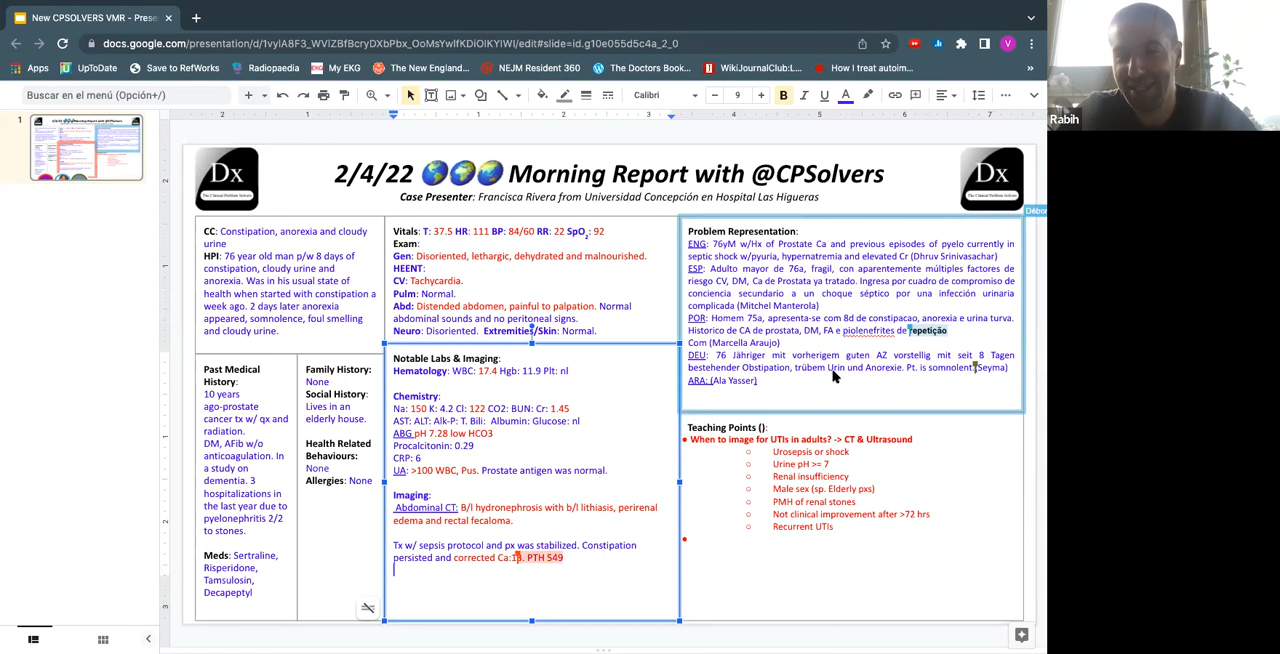 New CPSOLVERS VMR - Prese
docs.google.com/presentation/d/1vylA8F3_WVlZBfBcryDXbPbx_OoMsYwlfKDiOlKYlWI/edit#slide=id.g10e055d5c4a_2_0
Apps UpToDate Save to RefWorks Radiopaedia My EKG The New England... NEJM Resident 360 The Doctors Book... WikiJournalClub:L... How I treat autoim...
Buscar en el menú (Opción+/)
Calibri
9
Rabih
1
2/4/22 Morning Report with @CPSolvers
Case Presenter: Francisca Rivera from Universidad Concepción en Hospital Las Higueras
Dx
The Clinical Problem Solvers
Dx
The Clinical Problem Solvers
Débor
CC: Constipation, anorexia and cloudy
urine
HPI: 76 year old man p/w 8 days of
constipation, cloudy urine and
anorexia. Was in his usual state of
health when started with constipation a
week ago. 2 days later anorexia
appeared, somnolence, foul smelling
and cloudy urine.
Past Medical
History:
10 years
ago-prostate
cancer tx w/ qx and
radiation.
DM, AFib w/o
anticoagulation. In
a study on
dementia. 3
hospitalizations in
the last year due to
pyelonephritis 2/2
to stones.
Meds: Sertraline,
Risperidone,
Tamsulosin,
Decapeptyl
Family History:
None
Social History:
Lives in an
elderly house.
Health Related
Behaviours:
None
Allergies: None
Vitals: T: 37.5 HR: 111 BP: 84/60 RR: 22 SpO2: 92
Exam:
Gen: Disoriented, lethargic, dehydrated and malnourished.
HEENT:
CV: Tachycardia.
Pulm: Normal.
Abd: Distended abdomen, painful to palpation. Normal
abdominal sounds and no peritoneal signs.
Neuro: Disoriented. Extremities/Skin: Normal.
Notable Labs & Imaging:
Hematology: WBC: 17.4 Hgb: 11.9 Plt: nl
Chemistry:
Na: 150 K: 4.2 Cl: 122 CO2: BUN: Cr: 1.45
AST: ALT: Alk-P: T. Bili: Albumin: Glucose: nl
ABG pH 7.28 low HCO3
Procalcitonin: 0.29
CRP: 6
UA: >100 WBC, Pus. Prostate antigen was normal.
Imaging:
Abdominal CT: B/l hydronephrosis with b/l lithiasis, perirenal
edema and rectal fecaloma.
Tx w/ sepsis protocol and px was stabilized. Constipation
persisted and corrected Ca:13. PTH 549
Problem Representation:
ENG: 76yM w/Hx of Prostate Ca and previous episodes of pyelo currently in
septic shock w/pyuria, hypernatremia and elevated Cr (Dhruv Srinivasachar)
ESP: Adulto mayor de 76a, fragil, con aparentemente múltiples factores de
riesgo CV, DM, Ca de Prostata ya tratado. Ingresa por cuadro de compromiso de
conciencia secundario a un choque séptico por una infección urinaria
complicada (Mitchel Manterola)
POR: Homem 75a, apresenta-se com 8d de constipacao, anorexia e urina turva.
Historico de CA de prostata, DM, FA e piolenefrites de repetição
Com (Marcella Araujo)
DEU: 76 Jähriger mit vorherigem guten AZ vorstellig mit seit 8 Tagen
bestehender Obstipation, trübem Urin und Anorexie. Pt. is somnolent.(Seyma)
ARA: (Ala Yasser)
Teaching Points ():
When to image for UTIs in adults? -> CT & Ultrasound
Urosepsis or shock
Urine pH >= 7
Renal insufficiency
Male sex (sp. Elderly pxs)
PMH of renal stones
Not clinical improvement after >72 hrs
Recurrent UTIs